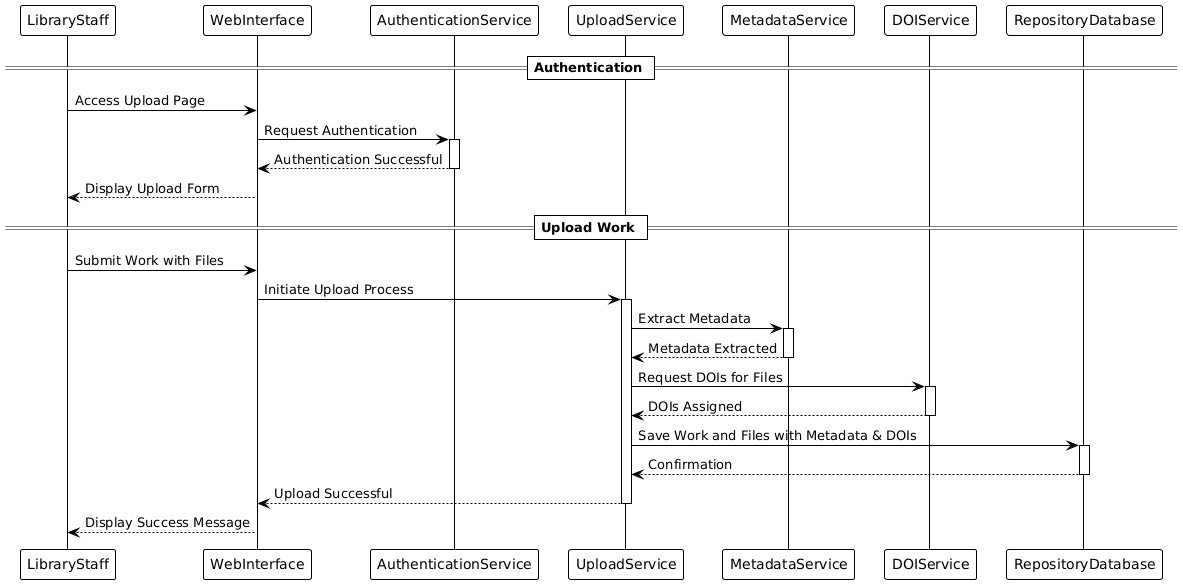 LibraryStaff WebInterface AuthenticationService UploadService MetadataService DOIService RepositoryDatabase
Authentication
Access Upload Page
Request Authentication
Authentication Successful
Display Upload Form
Upload Work
Submit Work with Files
Initiate Upload Process
Extract Metadata
Metadata Extracted
Request DOIs for Files
DOIs Assigned
Save Work and Files with Metadata & DOIs
Confirmation
Upload Successful
Display Success Message
LibraryStaff WebInterface AuthenticationService UploadService MetadataService DOIService RepositoryDatabase